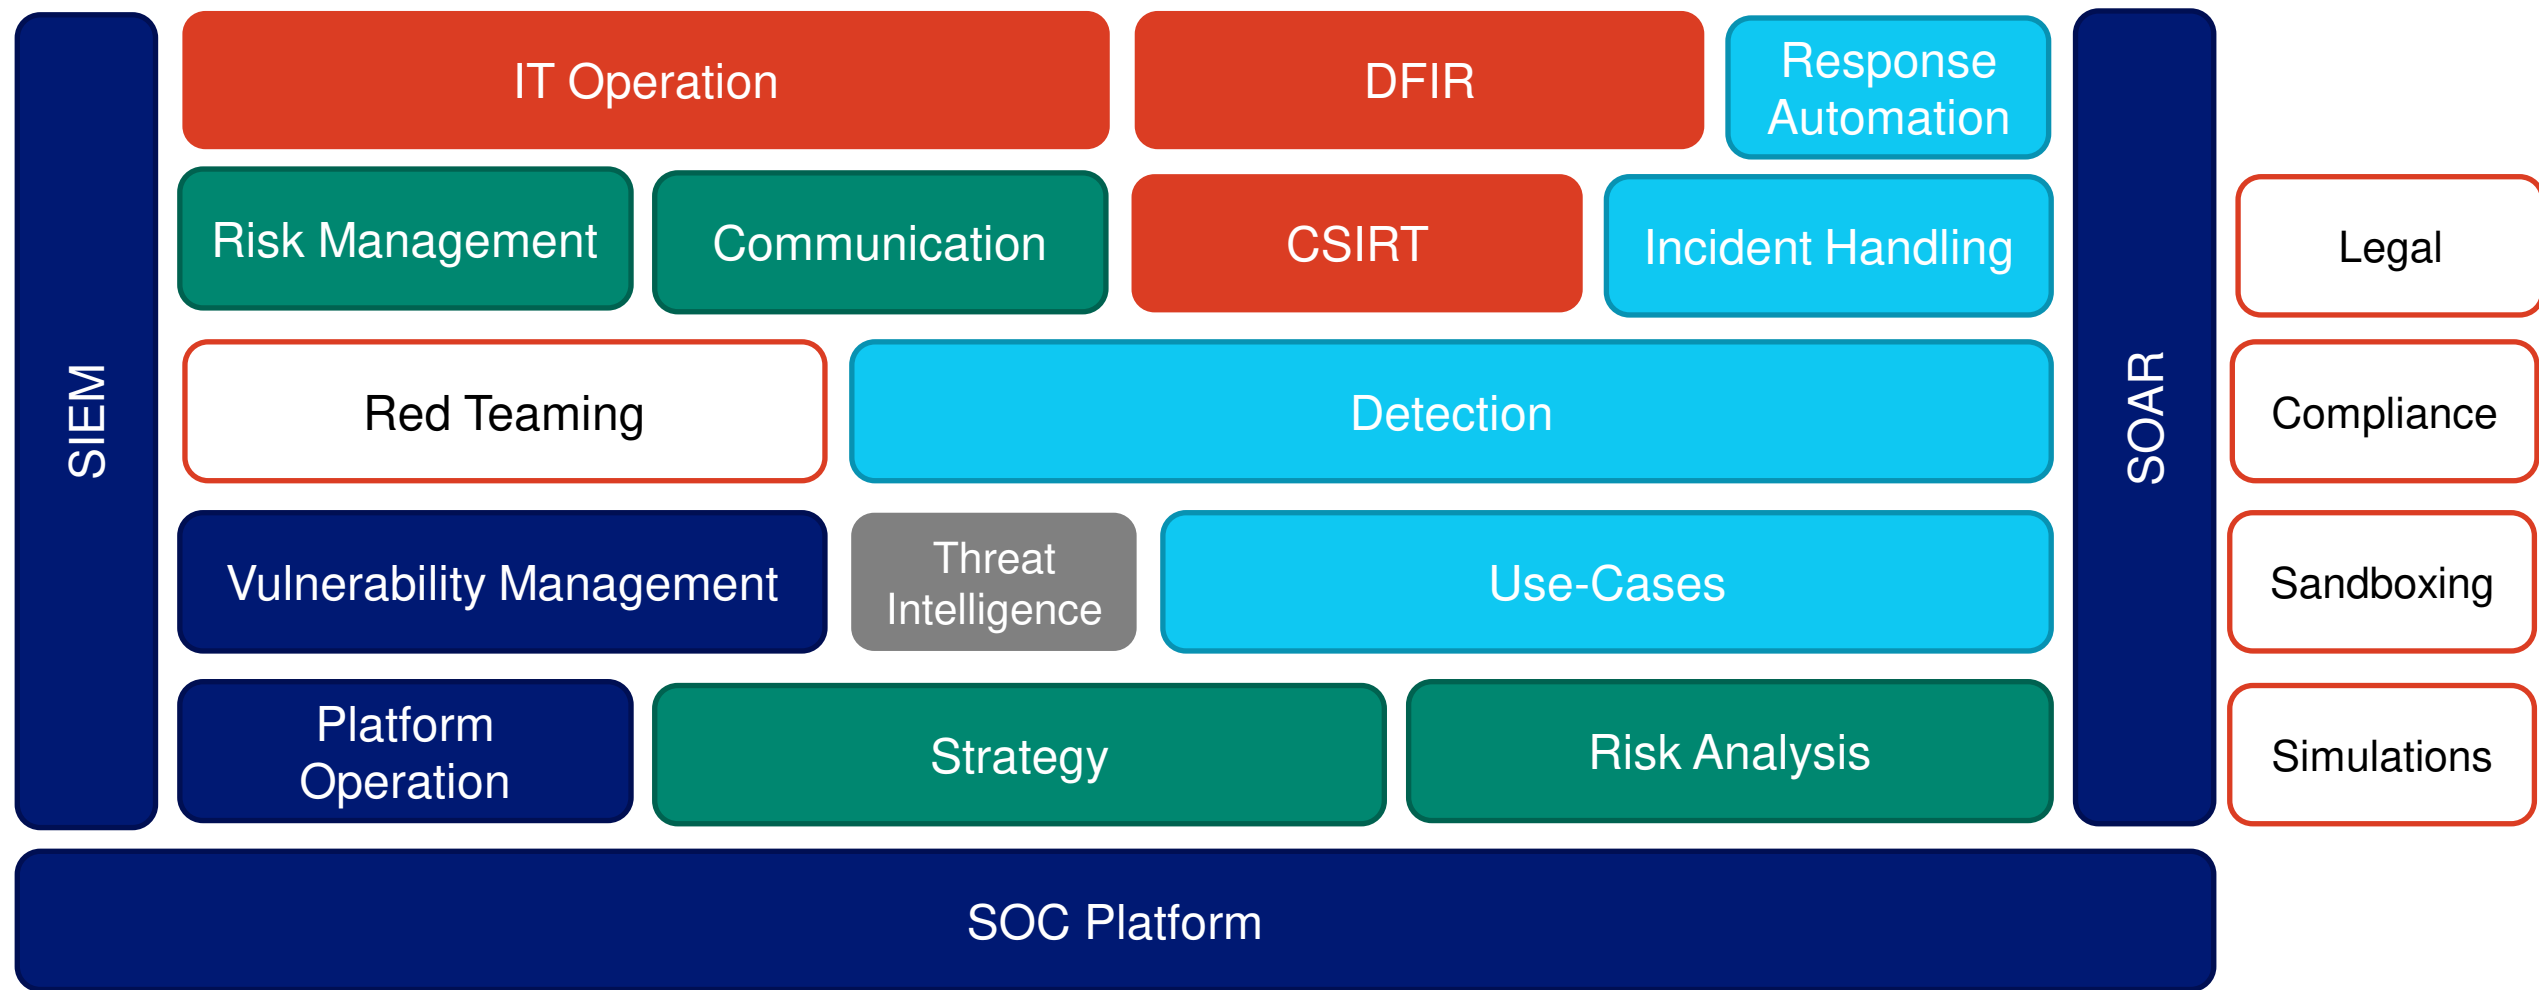 IT Operation
DFIR
Response
Automation
Risk Management
Communication
CSIRT
Incident Handling
Legal
SIEM
Red Teaming
Detection
SOAR
Compliance
Vulnerability Management
Threat
Intelligence
Use-Cases
Sandboxing
Platform
Operation
Strategy
Risk Analysis
Simulations
SOC Platform